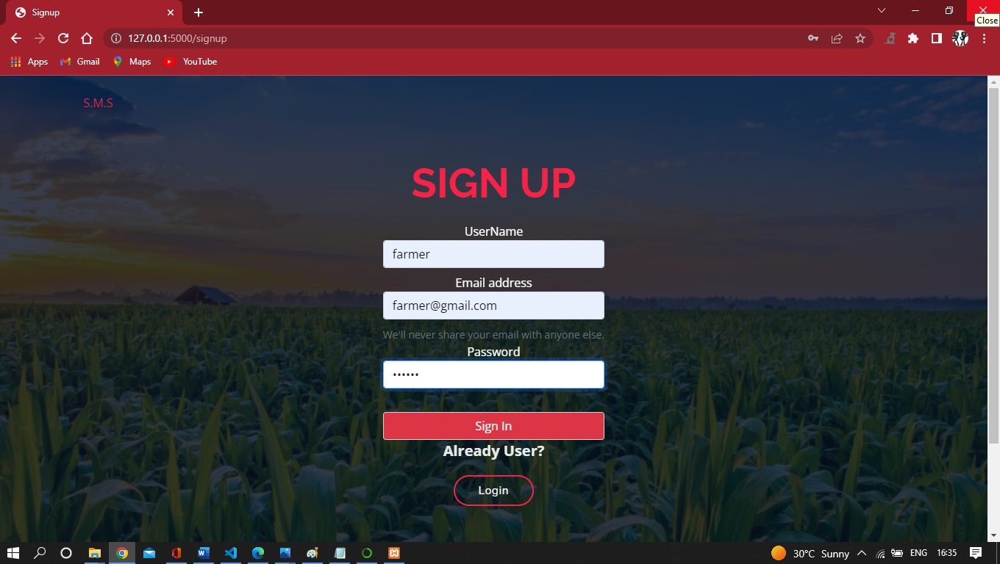 Signup
Close
127.0.0.1:5000/signup
Apps Gmail Maps YouTube
S.M.S
SIGN UP
UserName
farmer
Email address
farmer@gmail.com
We'll never share your email with anyone else.
Password
••••••
Sign In
Already User?
Login
30°C Sunny ENG 16:35